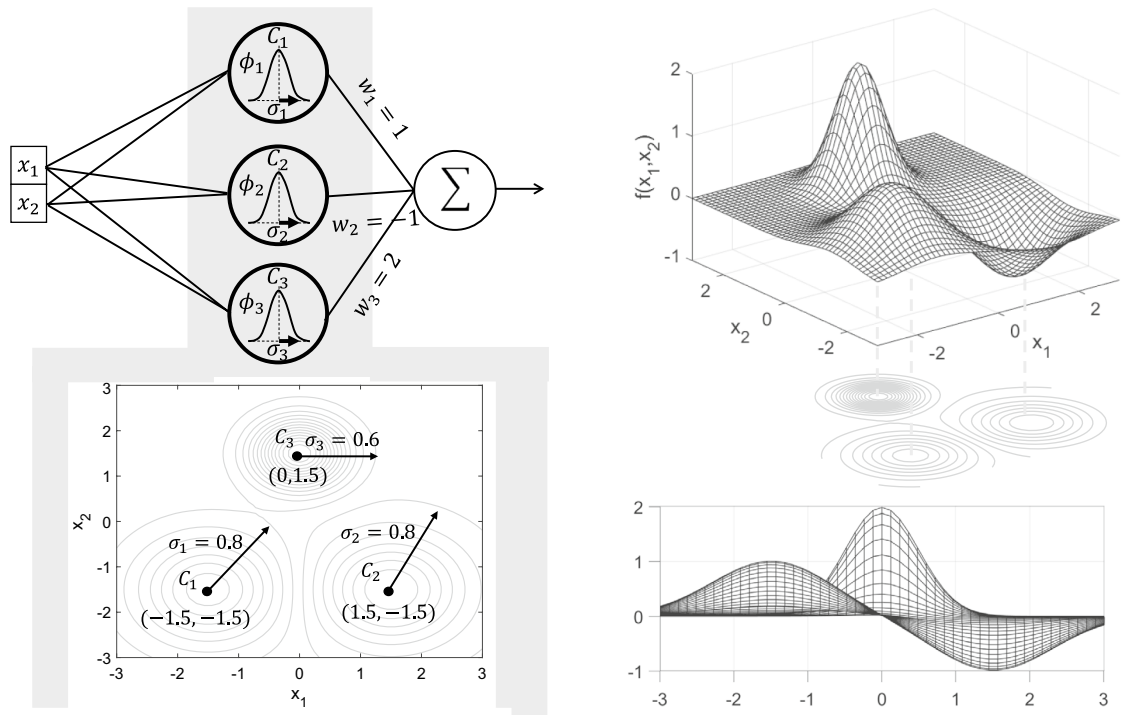 C₁
ϕ₁
σ₁
w₁ = 1
x₁
x₂
C₂
ϕ₂
σ₂
w₂ = −1
Σ
C₃
ϕ₃
σ₃
w₃ = 2
3
2
1
0
-1
-2
-3
x₂
C₃ σ₃ = 0.6
(0,1.5)
σ₁ = 0.8
σ₂ = 0.8
C₁
C₂
(−1.5, −1.5)
(1.5, −1.5)
-3 -2 -1 0 1 2 3
x₁
2
1
0
-1
f(x₁,x₂)
2
0
-2
x₂
-2
0
2
x₁
2
1
0
-1
-3 -2 -1 0 1 2 3